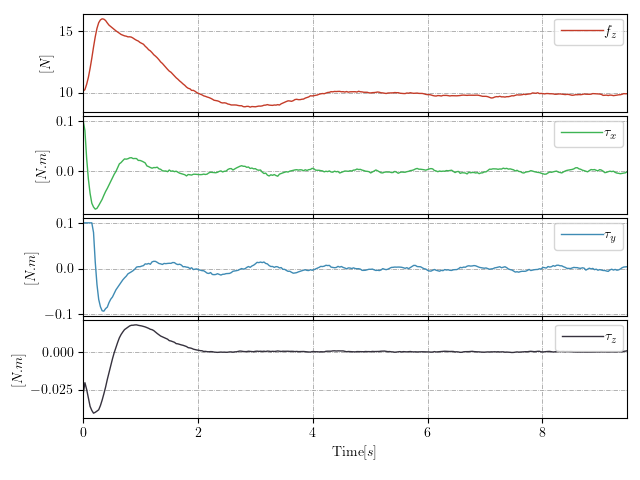 15
10
[N]
f_z
0.1
0.0
[N.m]
τ_x
0.1
0.0
−0.1
[N.m]
τ_y
0.000
−0.025
[N.m]
τ_z
0 2 4 6 8
Time[s]